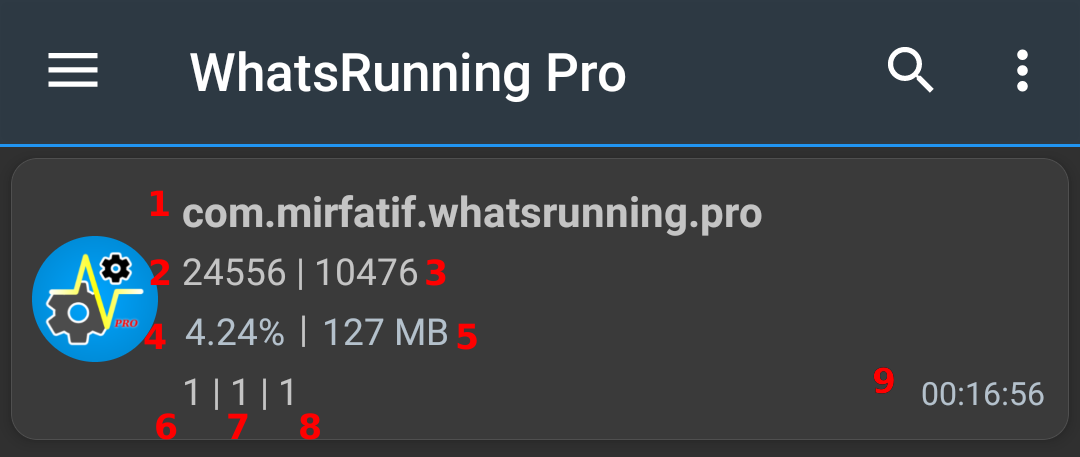 WhatsRunning Pro
1 com.mirfatif.whatsrunning.pro
2 24556 | 10476 3
PRO
4 4.24% | 127 MB 5
1 | 1 | 1
9 00:16:56
6 7 8